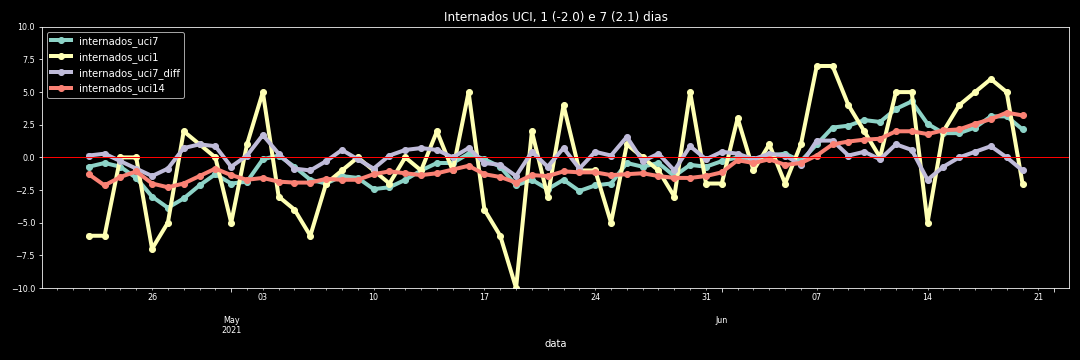 Internados UCI, 1 (-2.0) e 7 (2.1) dias
10.0
7.5
5.0
2.5
0.0
−2.5
−5.0
−7.5
−10.0
internados_uci7
internados_uci1
internados_uci7_diff
internados_uci14
26 03 10 17 24 31 07 14 21
May Jun
2021
data